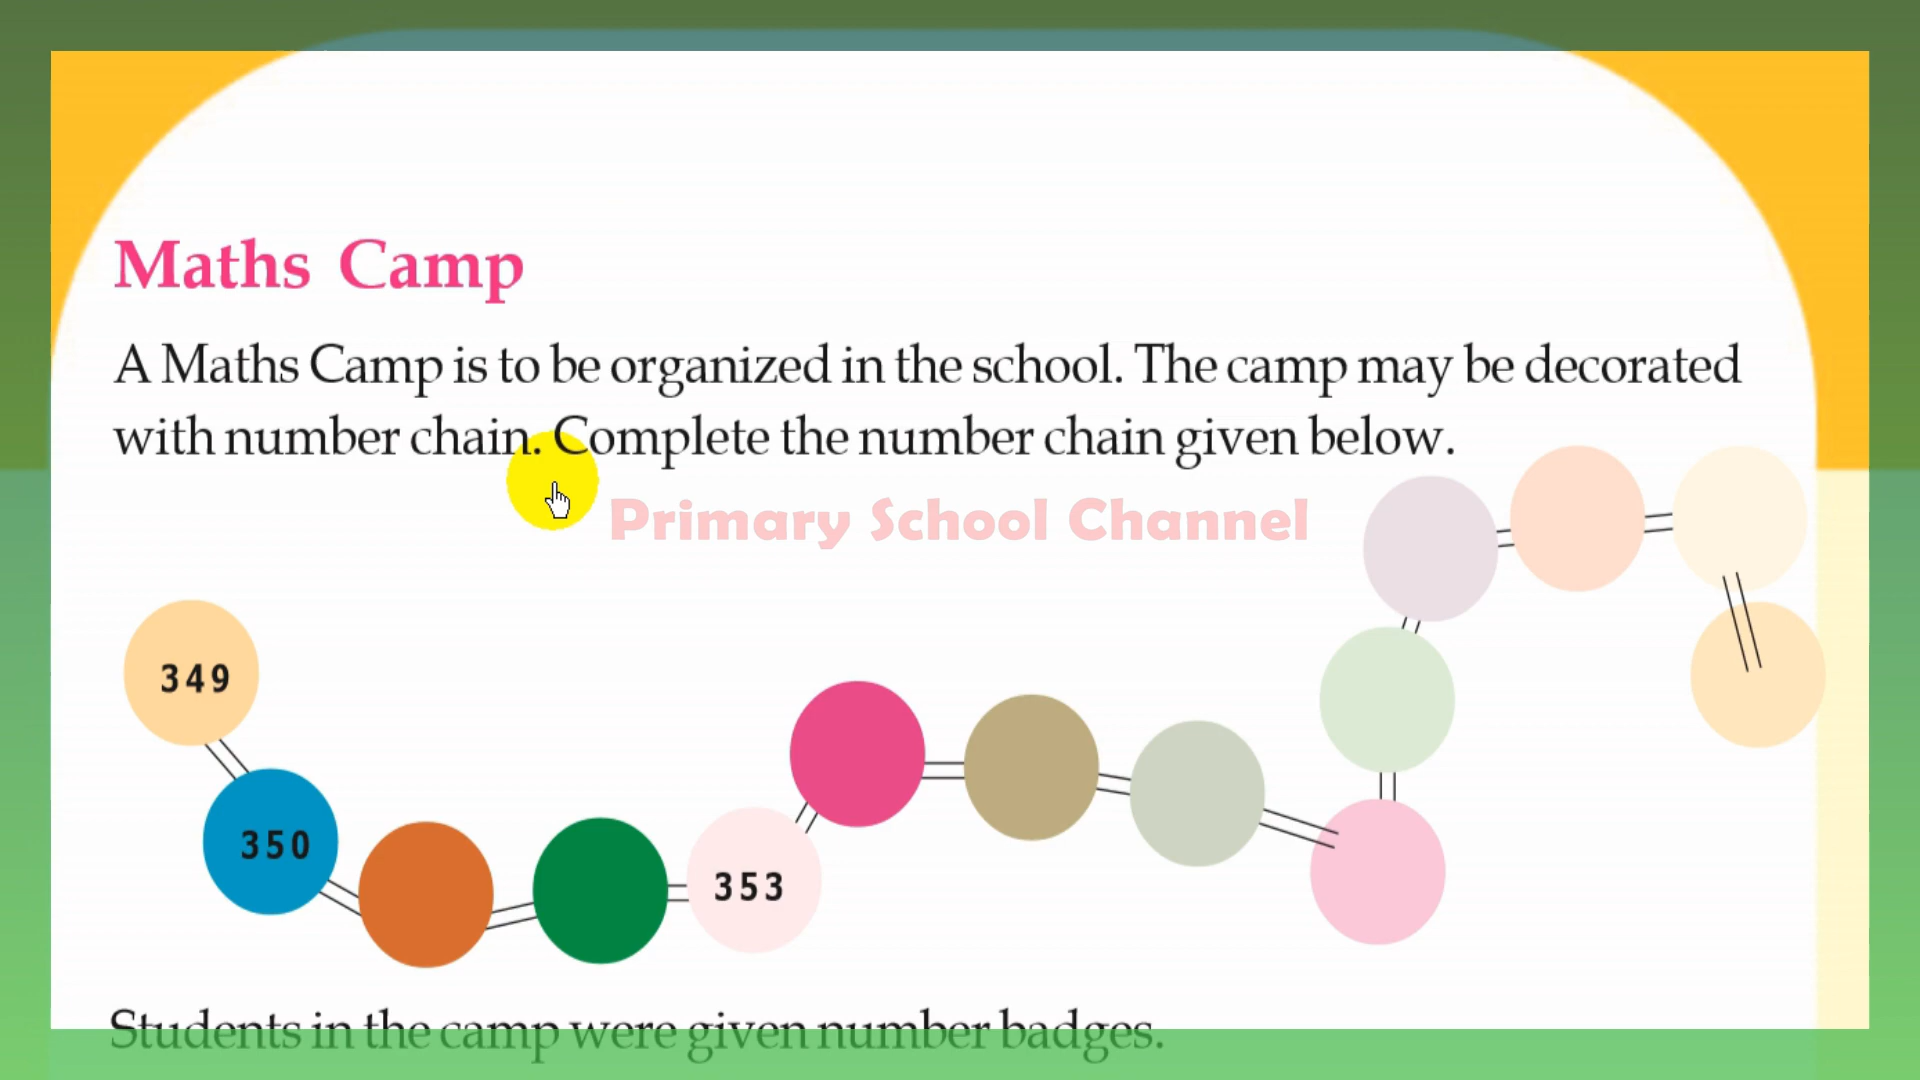 Maths Camp
A Maths Camp is to be organized in the school. The camp may be decorated
with number chain. Complete the number chain given below.
Primary School Channel
349
350
353
Students in the camp were given number badges.